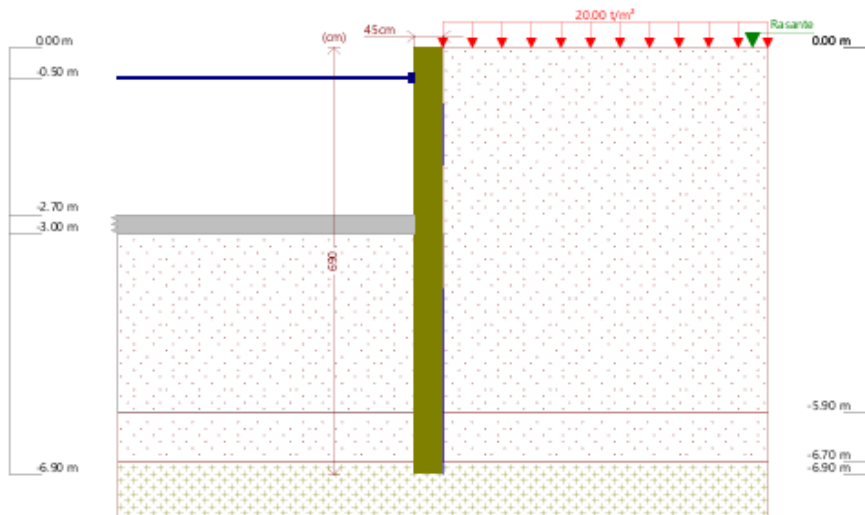 20.00 t/m²
Rasante
45cm
(cm)
0.00 m
0.00 m
-0.50 m
-2.70 m
-3.00 m
690
-5.90 m
-6.70 m
-6.90 m
-6.90 m